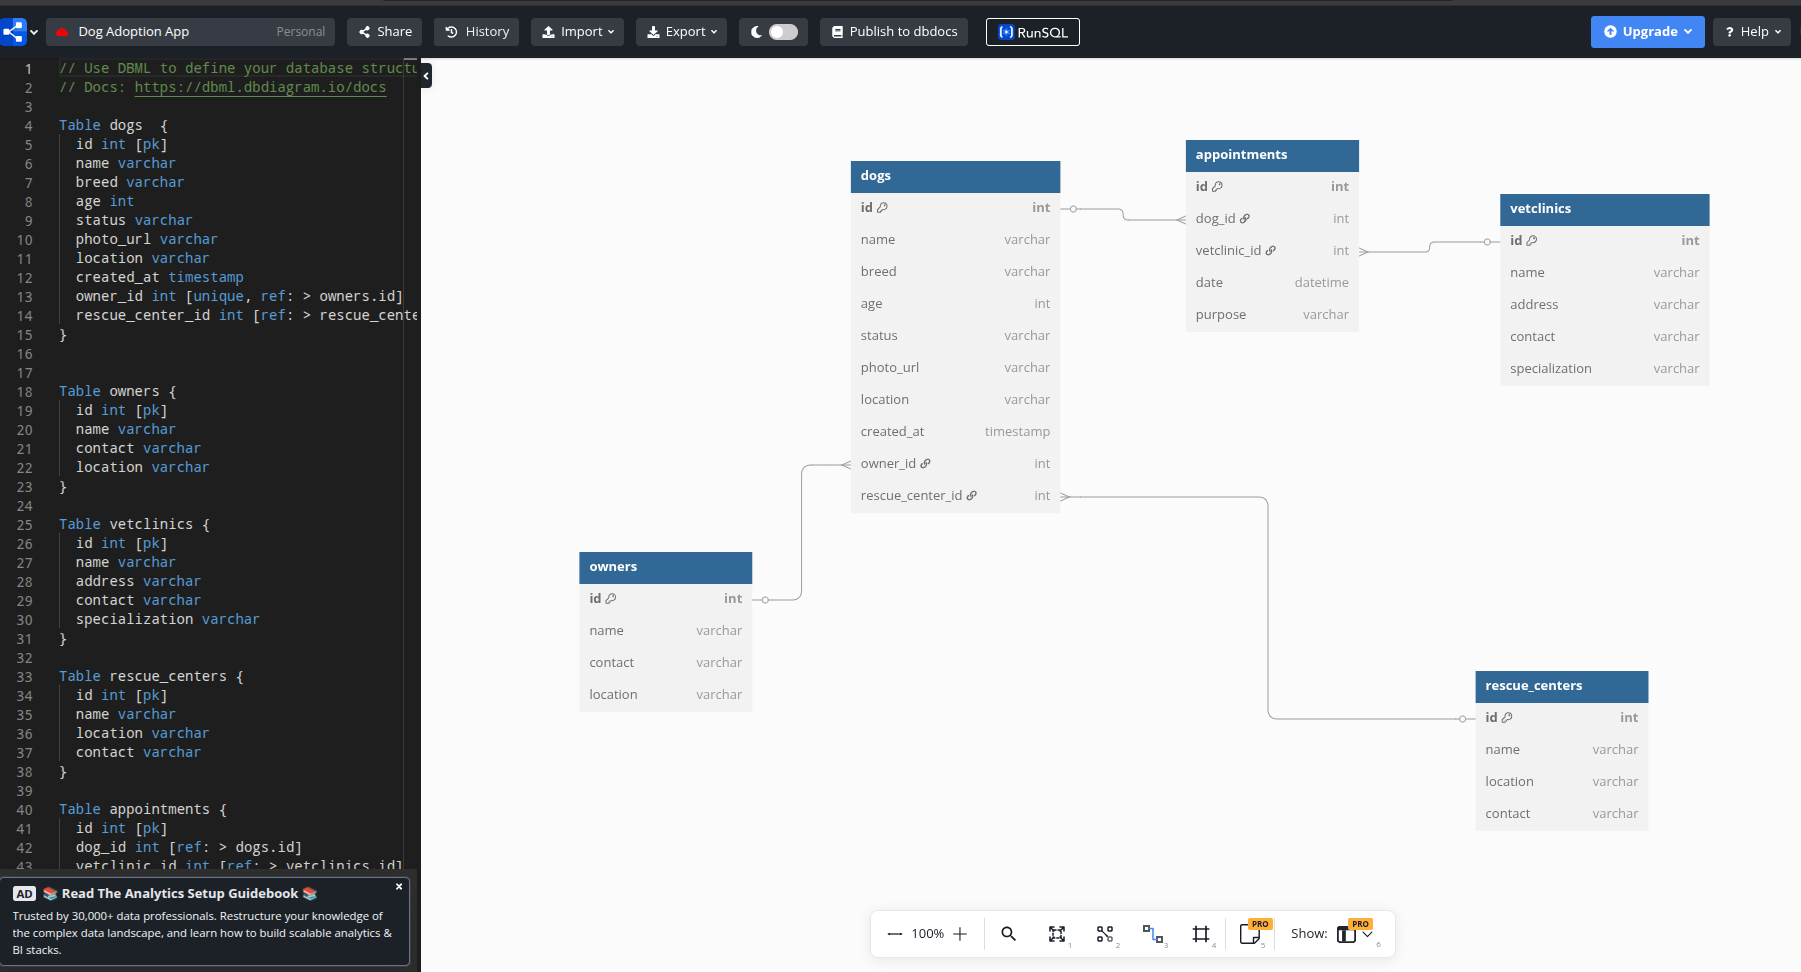 Dog Adoption App
Personal
Share
History
Import
Export
Publish to dbdocs
RunSQL
Upgrade
? Help
1 // Use DBML to define your database structu
2 // Docs: https://dbml.dbdiagram.io/docs
3
4 Table dogs {
5 id int [pk]
6 name varchar
7 breed varchar
8 age int
9 status varchar
10 photo_url varchar
11 location varchar
12 created_at timestamp
13 owner_id int [unique, ref: > owners.id]
14 rescue_center_id int [ref: > rescue_cente
15 }
16
17
18 Table owners {
19 id int [pk]
20 name varchar
21 contact varchar
22 location varchar
23 }
24
25 Table vetclinics {
26 id int [pk]
27 name varchar
28 address varchar
29 contact varchar
30 specialization varchar
31 }
32
33 Table rescue_centers {
34 id int [pk]
35 name varchar
36 location varchar
37 contact varchar
38 }
39
40 Table appointments {
41 id int [pk]
42 dog_id int [ref: > dogs.id]
43 vetclinic_id int [ref: > vetclinics.id]
AD 📚 Read The Analytics Setup Guidebook 📚
Trusted by 30,000+ data professionals. Restructure your knowledge of
the complex data landscape, and learn how to build scalable analytics &
BI stacks.
dogs
id int
name varchar
breed varchar
age int
status varchar
photo_url varchar
location varchar
created_at timestamp
owner_id int
rescue_center_id int
appointments
id int
dog_id int
vetclinic_id int
date datetime
purpose varchar
vetclinics
id int
name varchar
address varchar
contact varchar
specialization varchar
owners
id int
name varchar
contact varchar
location varchar
rescue_centers
id int
name varchar
location varchar
contact varchar
100%
1
2
3
4
PRO
5
Show:
PRO
6